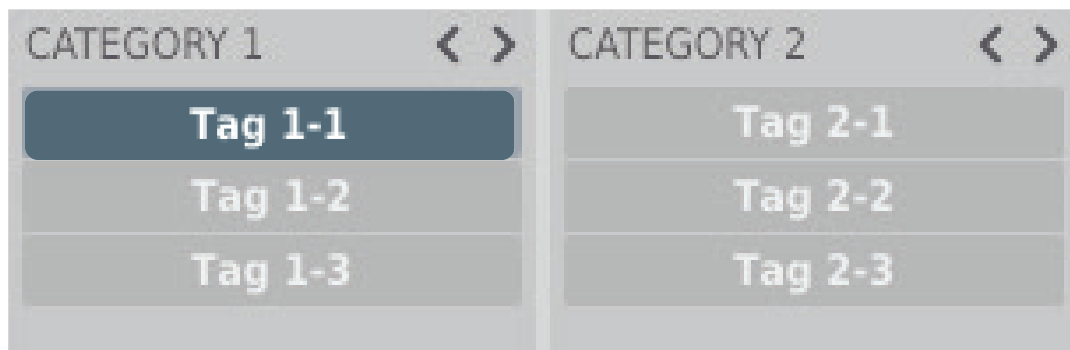 CATEGORY 1
Tag 1-1
Tag 1-2
Tag 1-3
CATEGORY 2
Tag 2-1
Tag 2-2
Tag 2-3